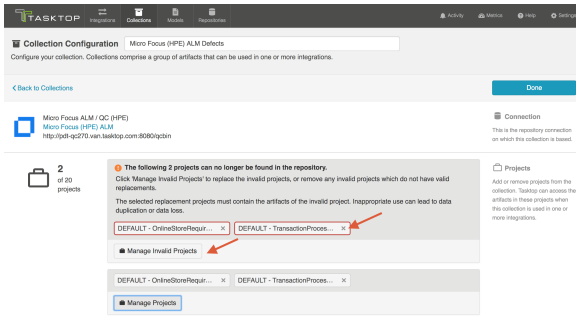 TASKTOP
Integrations
Collections
Models
Repositories
Activity
Metrics
Help
Settings
Collection Configuration
Micro Focus (HPE) ALM Defects
Configure your collection. Collections comprise a group of artifacts that can be used in one or more integrations.
Back to Collections
Done
Micro Focus ALM / QC (HPE)
Micro Focus (HPE) ALM
http://pdt-qc270.van.tasktop.com:8080/qcbin
Connection
This is the repository connection
on which this collection is based.
2
of 20
projects
The following 2 projects can no longer be found in the repository.
Click 'Manage Invalid Projects' to replace the invalid projects, or remove any invalid projects which do not have valid
replacements.
The selected replacement projects must contain the artifacts of the invalid project. Inappropriate use can lead to data
duplication or data loss.
DEFAULT - OnlineStoreRequir... ×
DEFAULT - TransactionProces... ×
Manage Invalid Projects
DEFAULT - OnlineStoreRequir... ×
DEFAULT - TransactionProces... ×
Manage Projects
Projects
Add or remove projects from the
collection. Tasktop can access the
artifacts in these projects when
this collection is used in one or
more integrations.